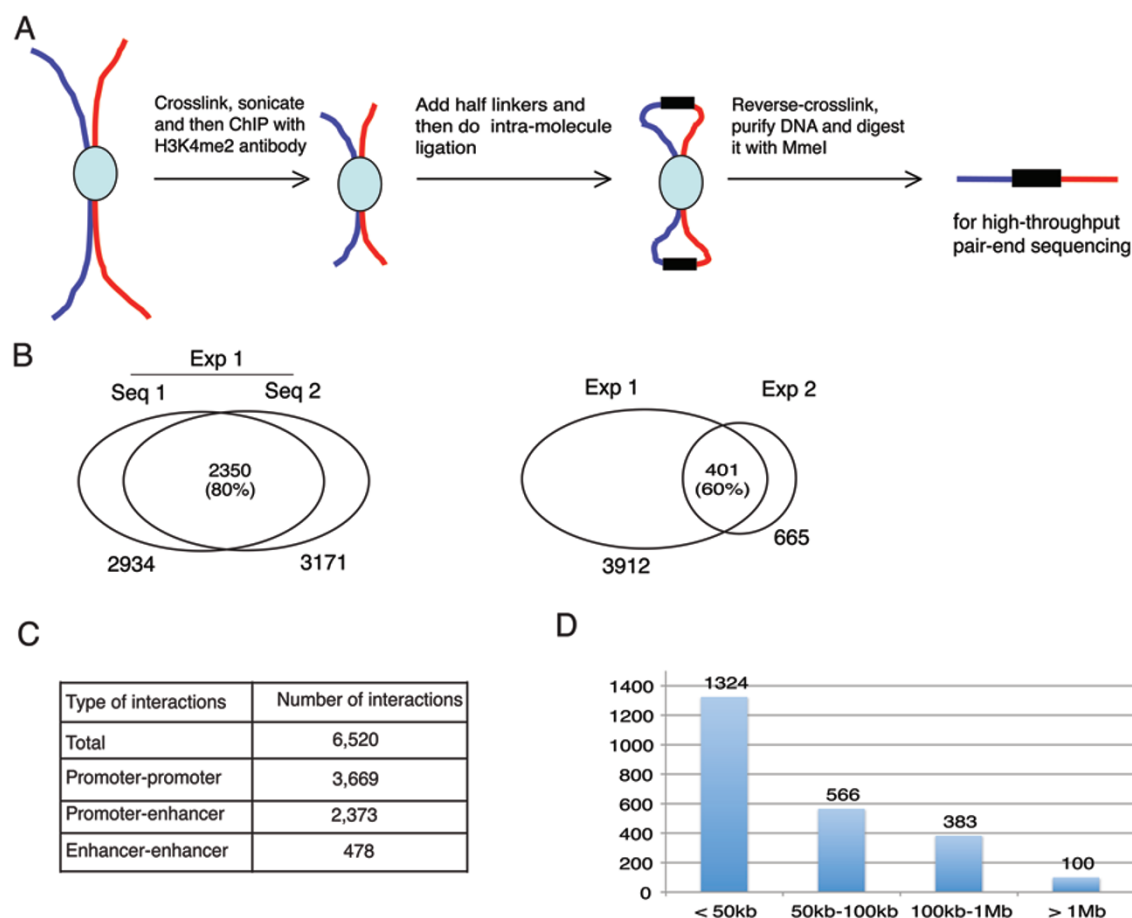 A
Crosslink, sonicate
and then ChIP with
H3K4me2 antibody
Add half linkers and
then do intra-molecule
ligation
Reverse-crosslink,
purify DNA and digest
it with MmeI
for high-throughput
pair-end sequencing
B
Exp 1
Seq 1
Seq 2
2350
(80%)
2934
3171
Exp 1
Exp 2
401
(60%)
665
3912
C
Type of interactions Number of interactions
Total 6,520
Promoter-promoter 3,669
Promoter-enhancer 2,373
Enhancer-enhancer 478
D
1400
1200
1000
800
600
400
200
0
1324
566
383
100
< 50kb 50kb-100kb 100kb-1Mb > 1Mb